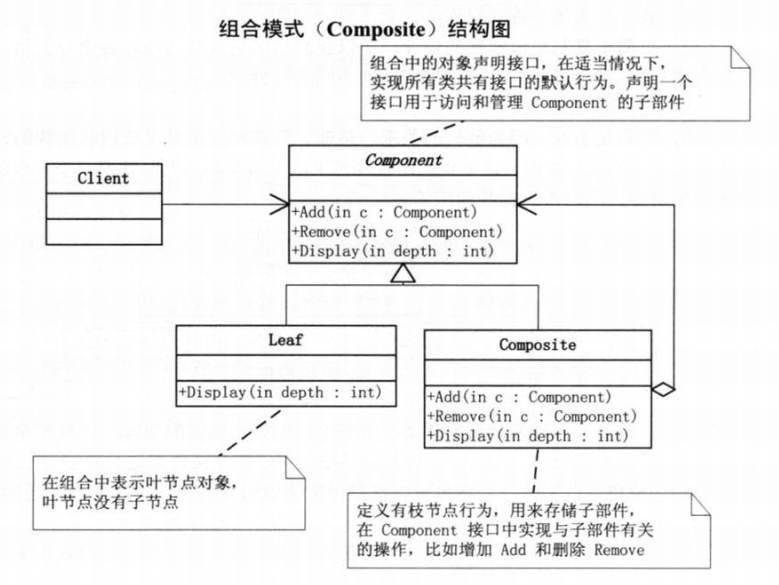 组合模式（Composite）结构图
组合中的对象声明接口，在适当情况下，
实现所有类共有接口的默认行为。声明一个
接口用于访问和管理 Component 的子部件
Component
+Add(in c : Component)
+Remove(in c : Component)
+Display(in depth : int)
Client
Leaf
+Display(in depth : int)
Composite
+Add(in c : Component)
+Remove(in c : Component)
+Display(in depth : int)
在组合中表示叶节点对象，
叶节点没有子节点
定义有枝节点行为，用来存储子部件，
在 Component 接口中实现与子部件有关
的操作，比如增加 Add 和删除 Remove